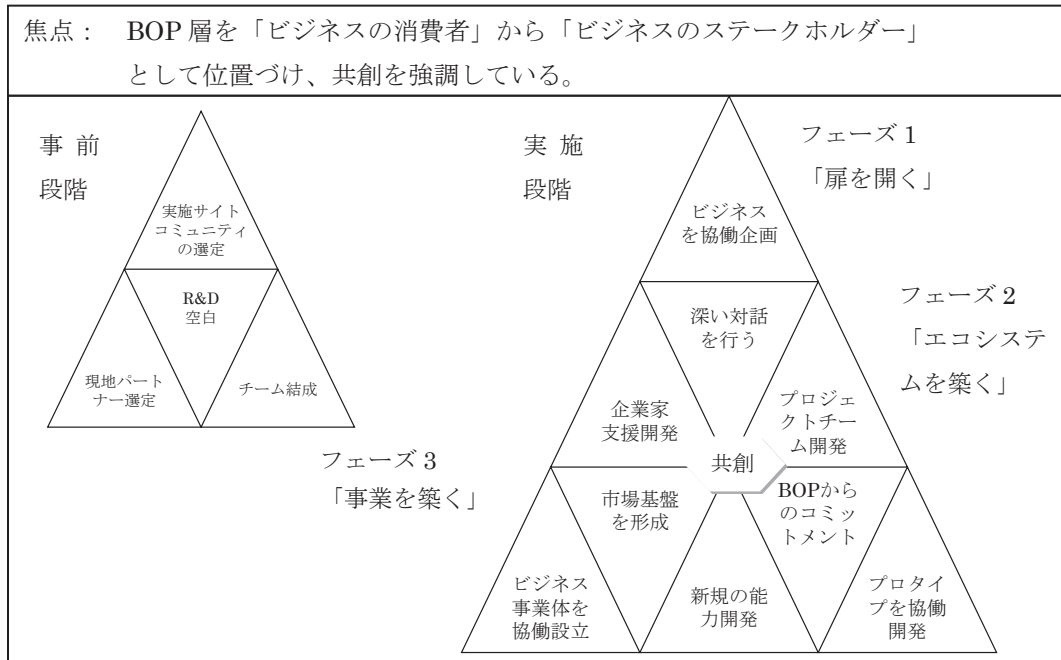 焦点： BOP 層を「ビジネスの消費者」から「ビジネスのステークホルダー」
として位置づけ、共創を強調している。
事 前
段階
実施サイト
コミュニティ
の選定
R&D
空白
現地パート
ナー選定
チーム結成
実 施
段階
フェーズ 1
「扉を開く」
ビジネス
を協働企画
フェーズ 2
「エコシステ
ムを築く」
深い対話
を行う
企業家
支援開発
プロジェ
クトチー
ム開発
共創
フェーズ 3
「事業を築く」
市場基盤
を形成
BOPから
のコミッ
トメント
ビジネス
事業体を
協働設立
新規の能
力開発
プロタイ
プを協働
開発